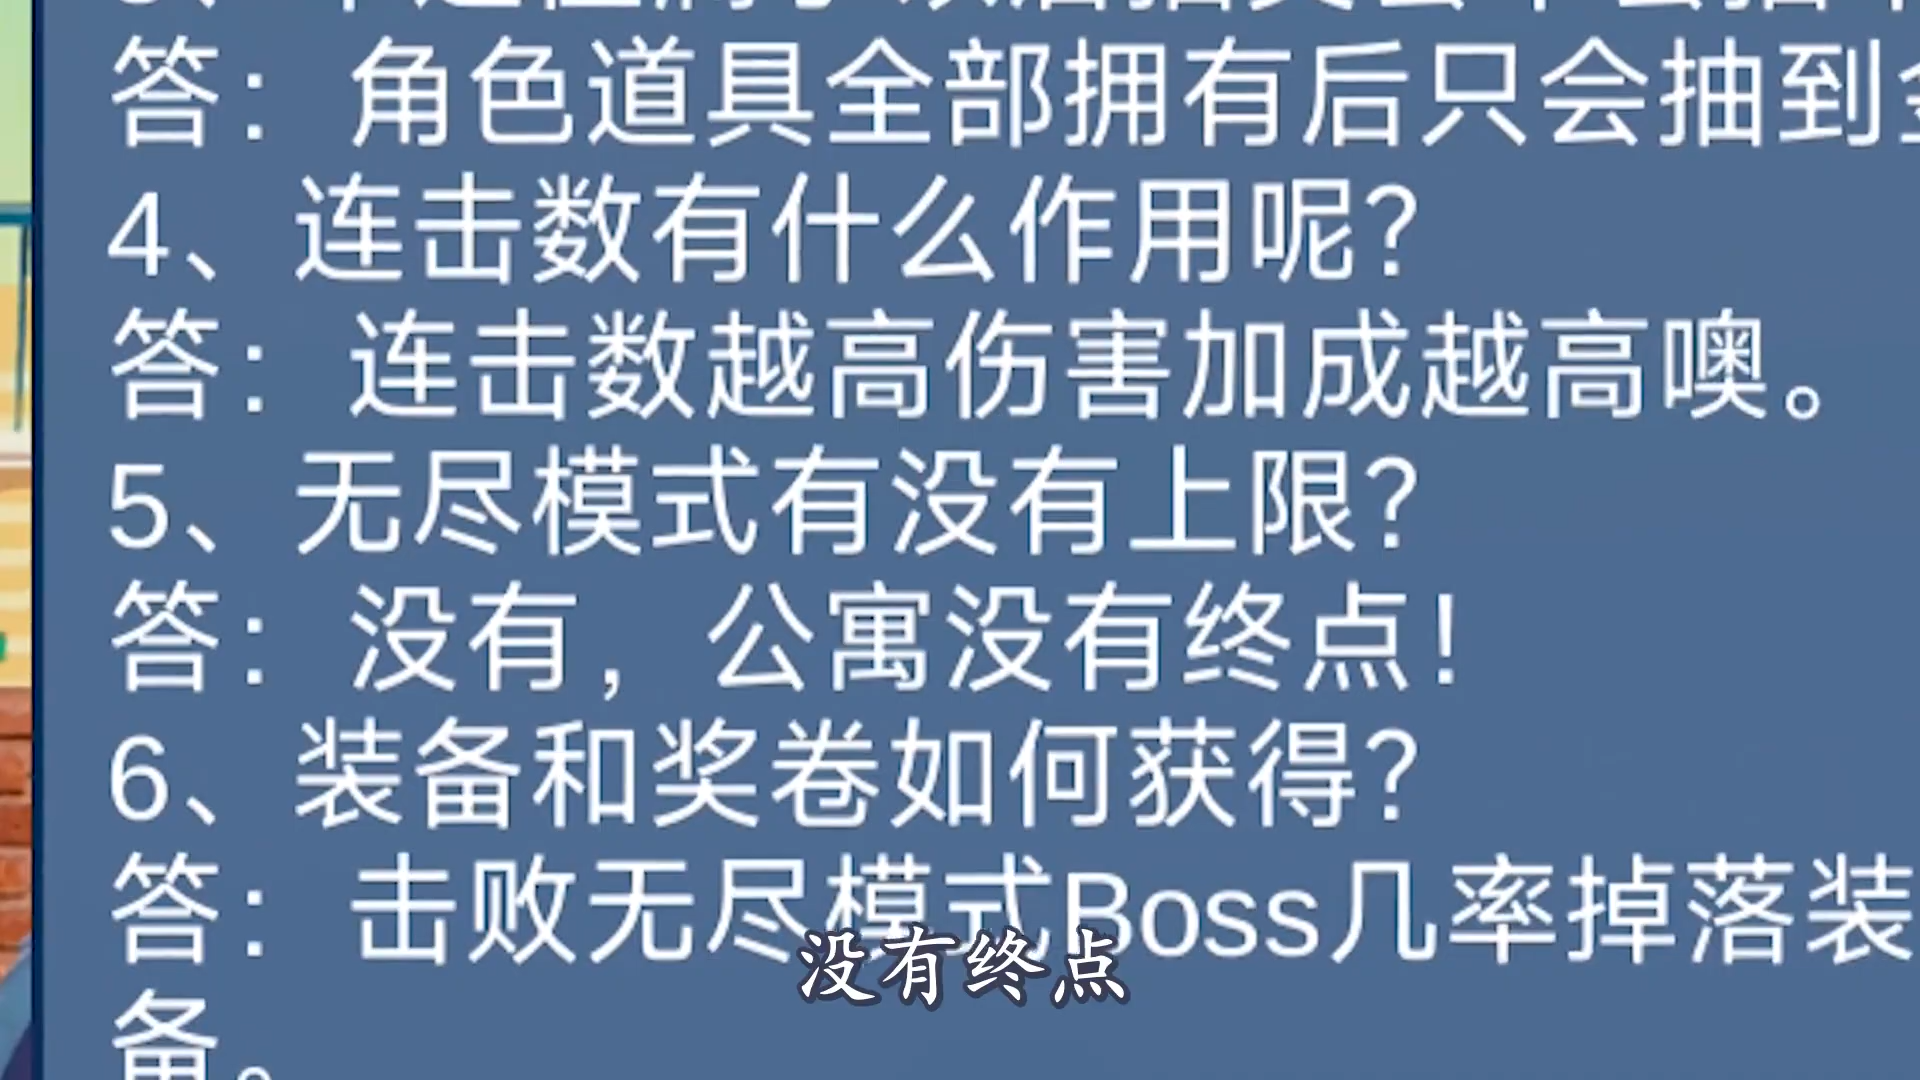 答：角色道具全部拥有后只会抽到
4、连击数有什么作用呢?
答：连击数越高伤害加成越高噢。
5、无尽模式有没有上限?
答：没有，公寓没有终点!
6、装备和奖卷如何获得?
答：击败无尽模式Boss几率掉落装
备。
没有终点